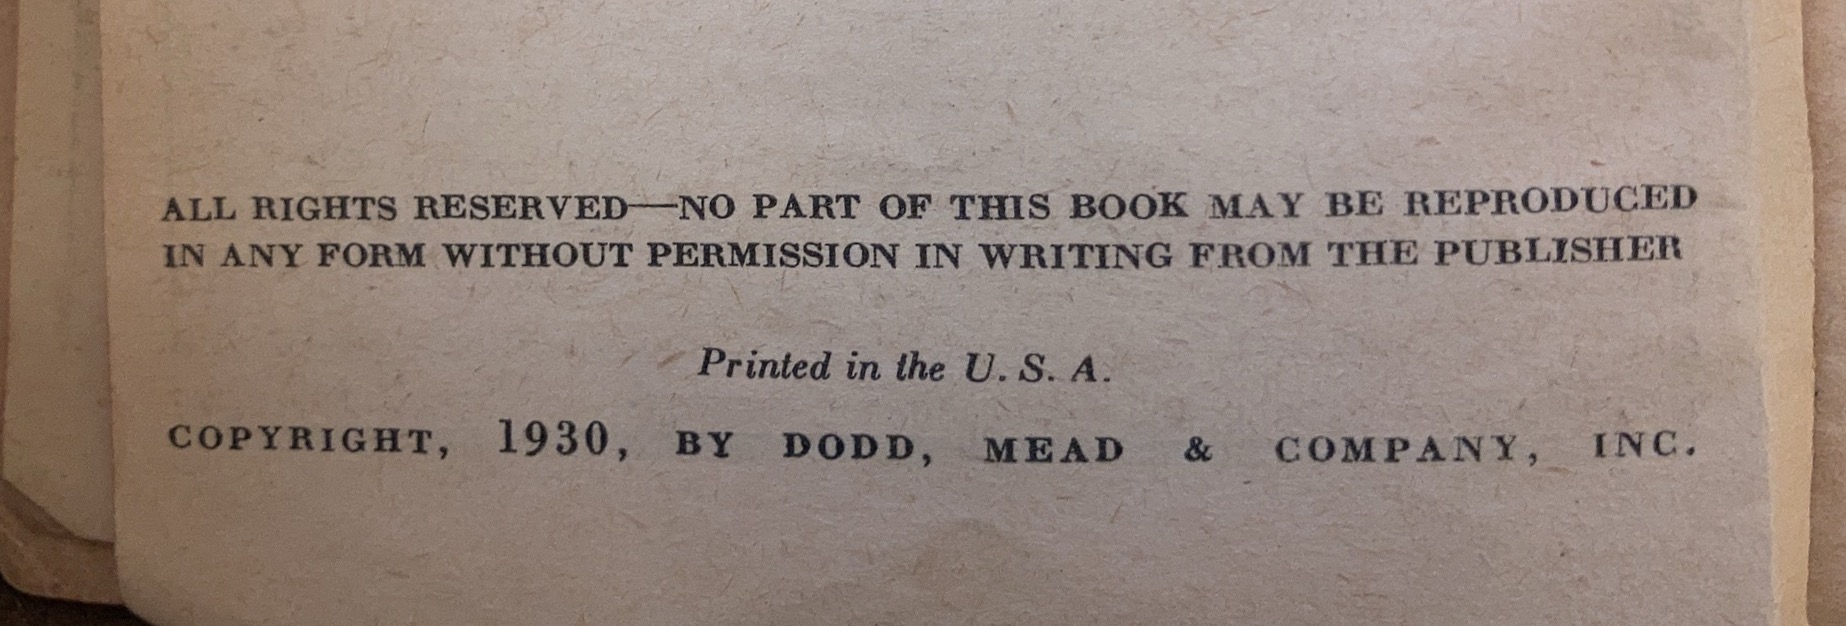 ALL RIGHTS RESERVED—NO PART OF THIS BOOK MAY BE REPRODUCED
IN ANY FORM WITHOUT PERMISSION IN WRITING FROM THE PUBLISHER
Printed in the U. S. A.
COPYRIGHT, 1930, BY DODD, MEAD & COMPANY, INC.